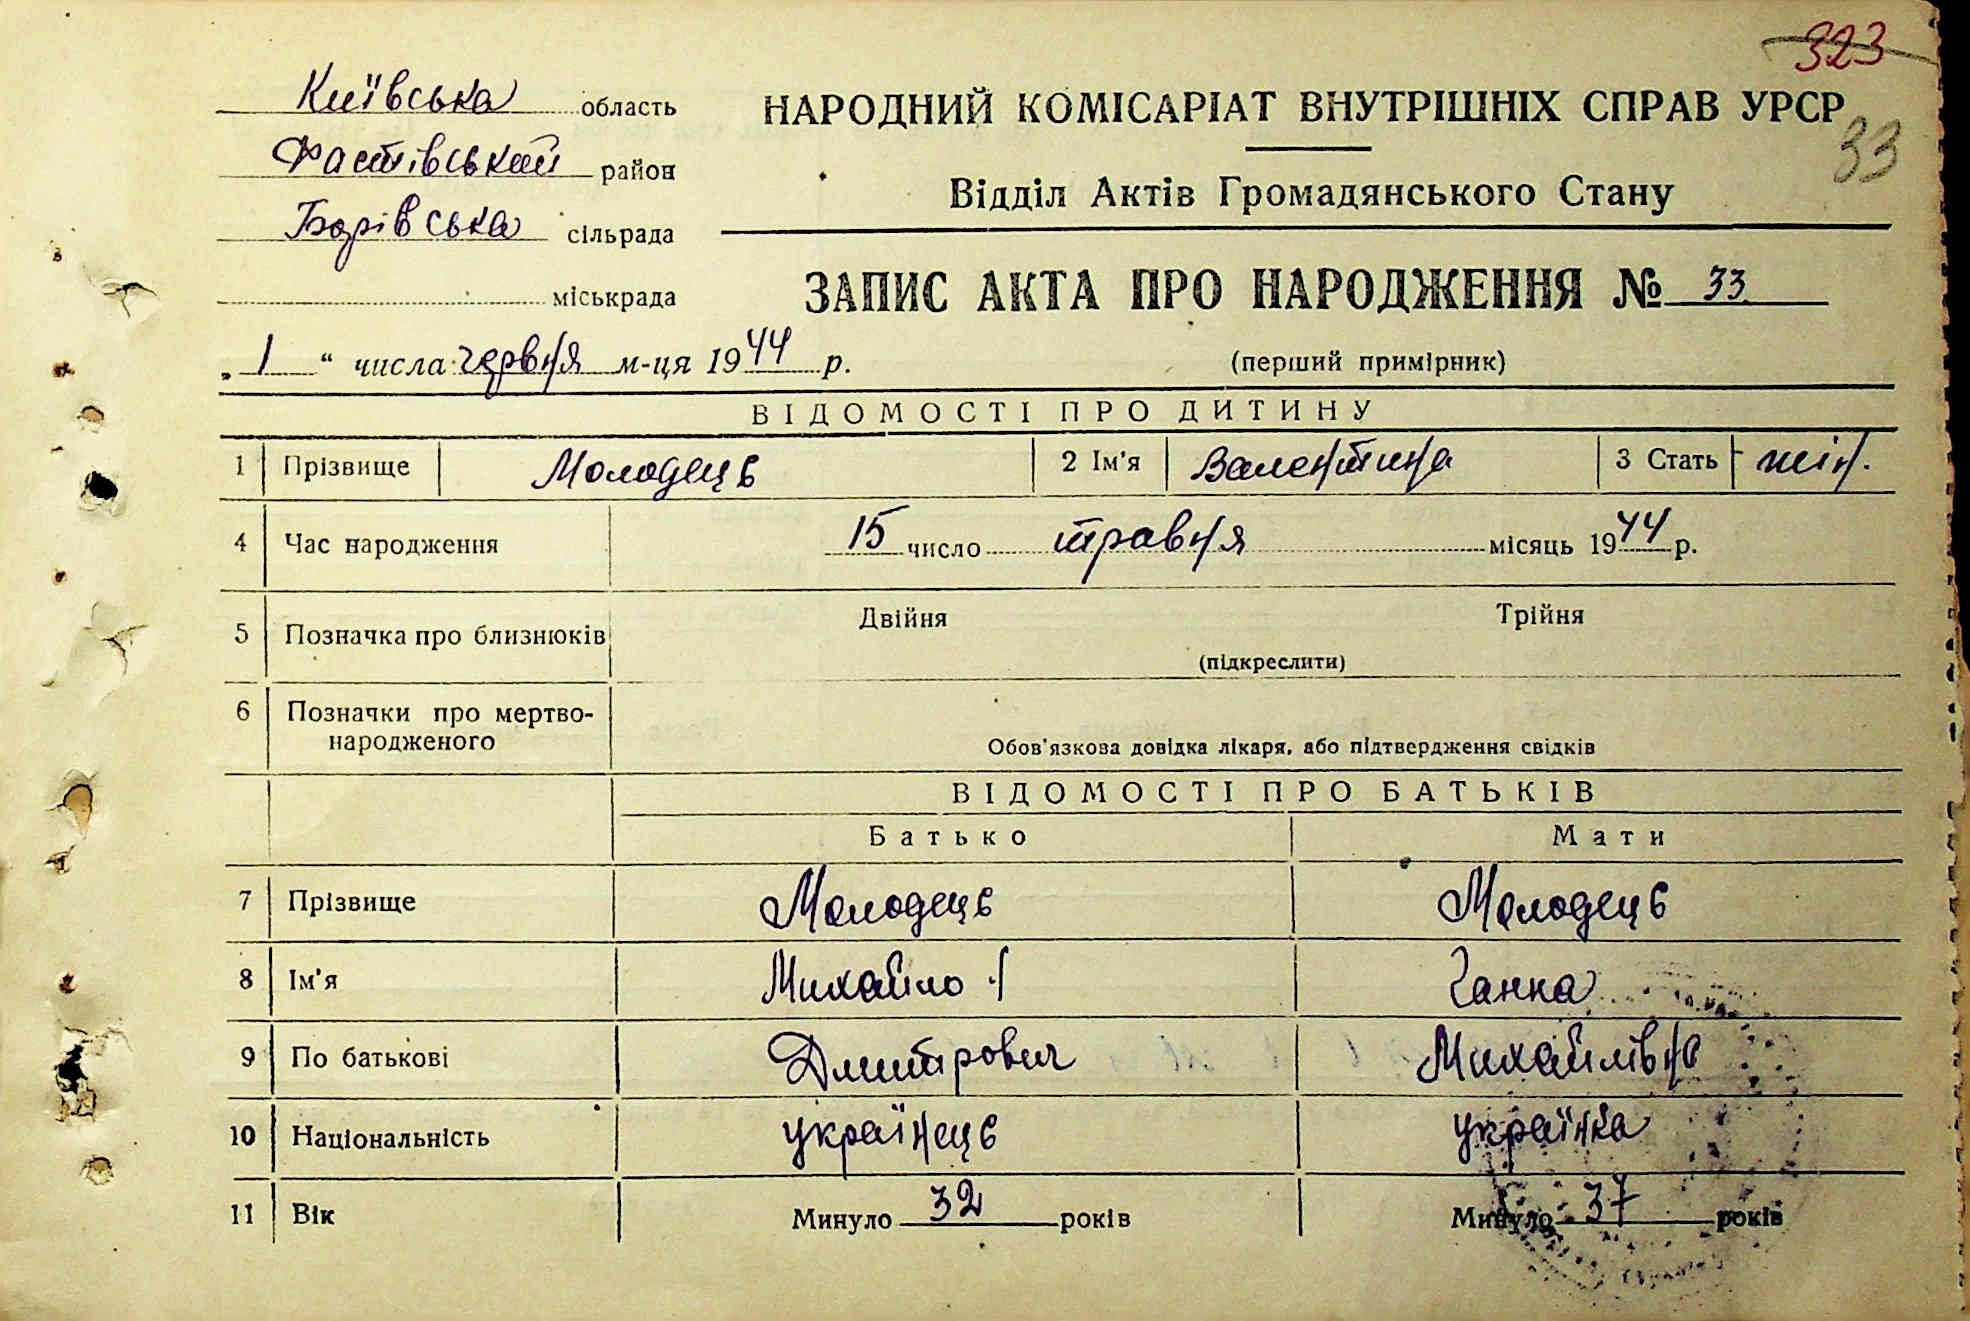 323
Київська область
Фастівський район
Борівська сільрада
міськрада
НАРОДНИЙ КОМІСАРІАТ ВНУТРІШНІХ СПРАВ УРСР
33
Відділ Актів Громадянського Стану
ЗАПИС АКТА ПРО НАРОДЖЕННЯ № 33
„ 1 “ числа червня м-ця 1944 р.
(перший примірник)
ВІДОМОСТІ ПРО ДИТИНУ
1 Прізвище Молодець 2 Ім'я Валентина 3 Стать жін.
4 Час народження 15 число травня місяць 1944 р.
5 Позначка про близнюків Двійня Трійня
(підкреслити)
6 Позначки про мертво-
народженого
Обов'язкова довідка лікаря, або підтвердження свідків
ВІДОМОСТІ ПРО БАТЬКІВ
Батько Мати
7 Прізвище Молодець Молодець
8 Ім'я Михайло Ганна
9 По батькові Дмитрович Михайлівна
10 Національність українець українка
11 Вік Минуло 32 років Минуло 37 років